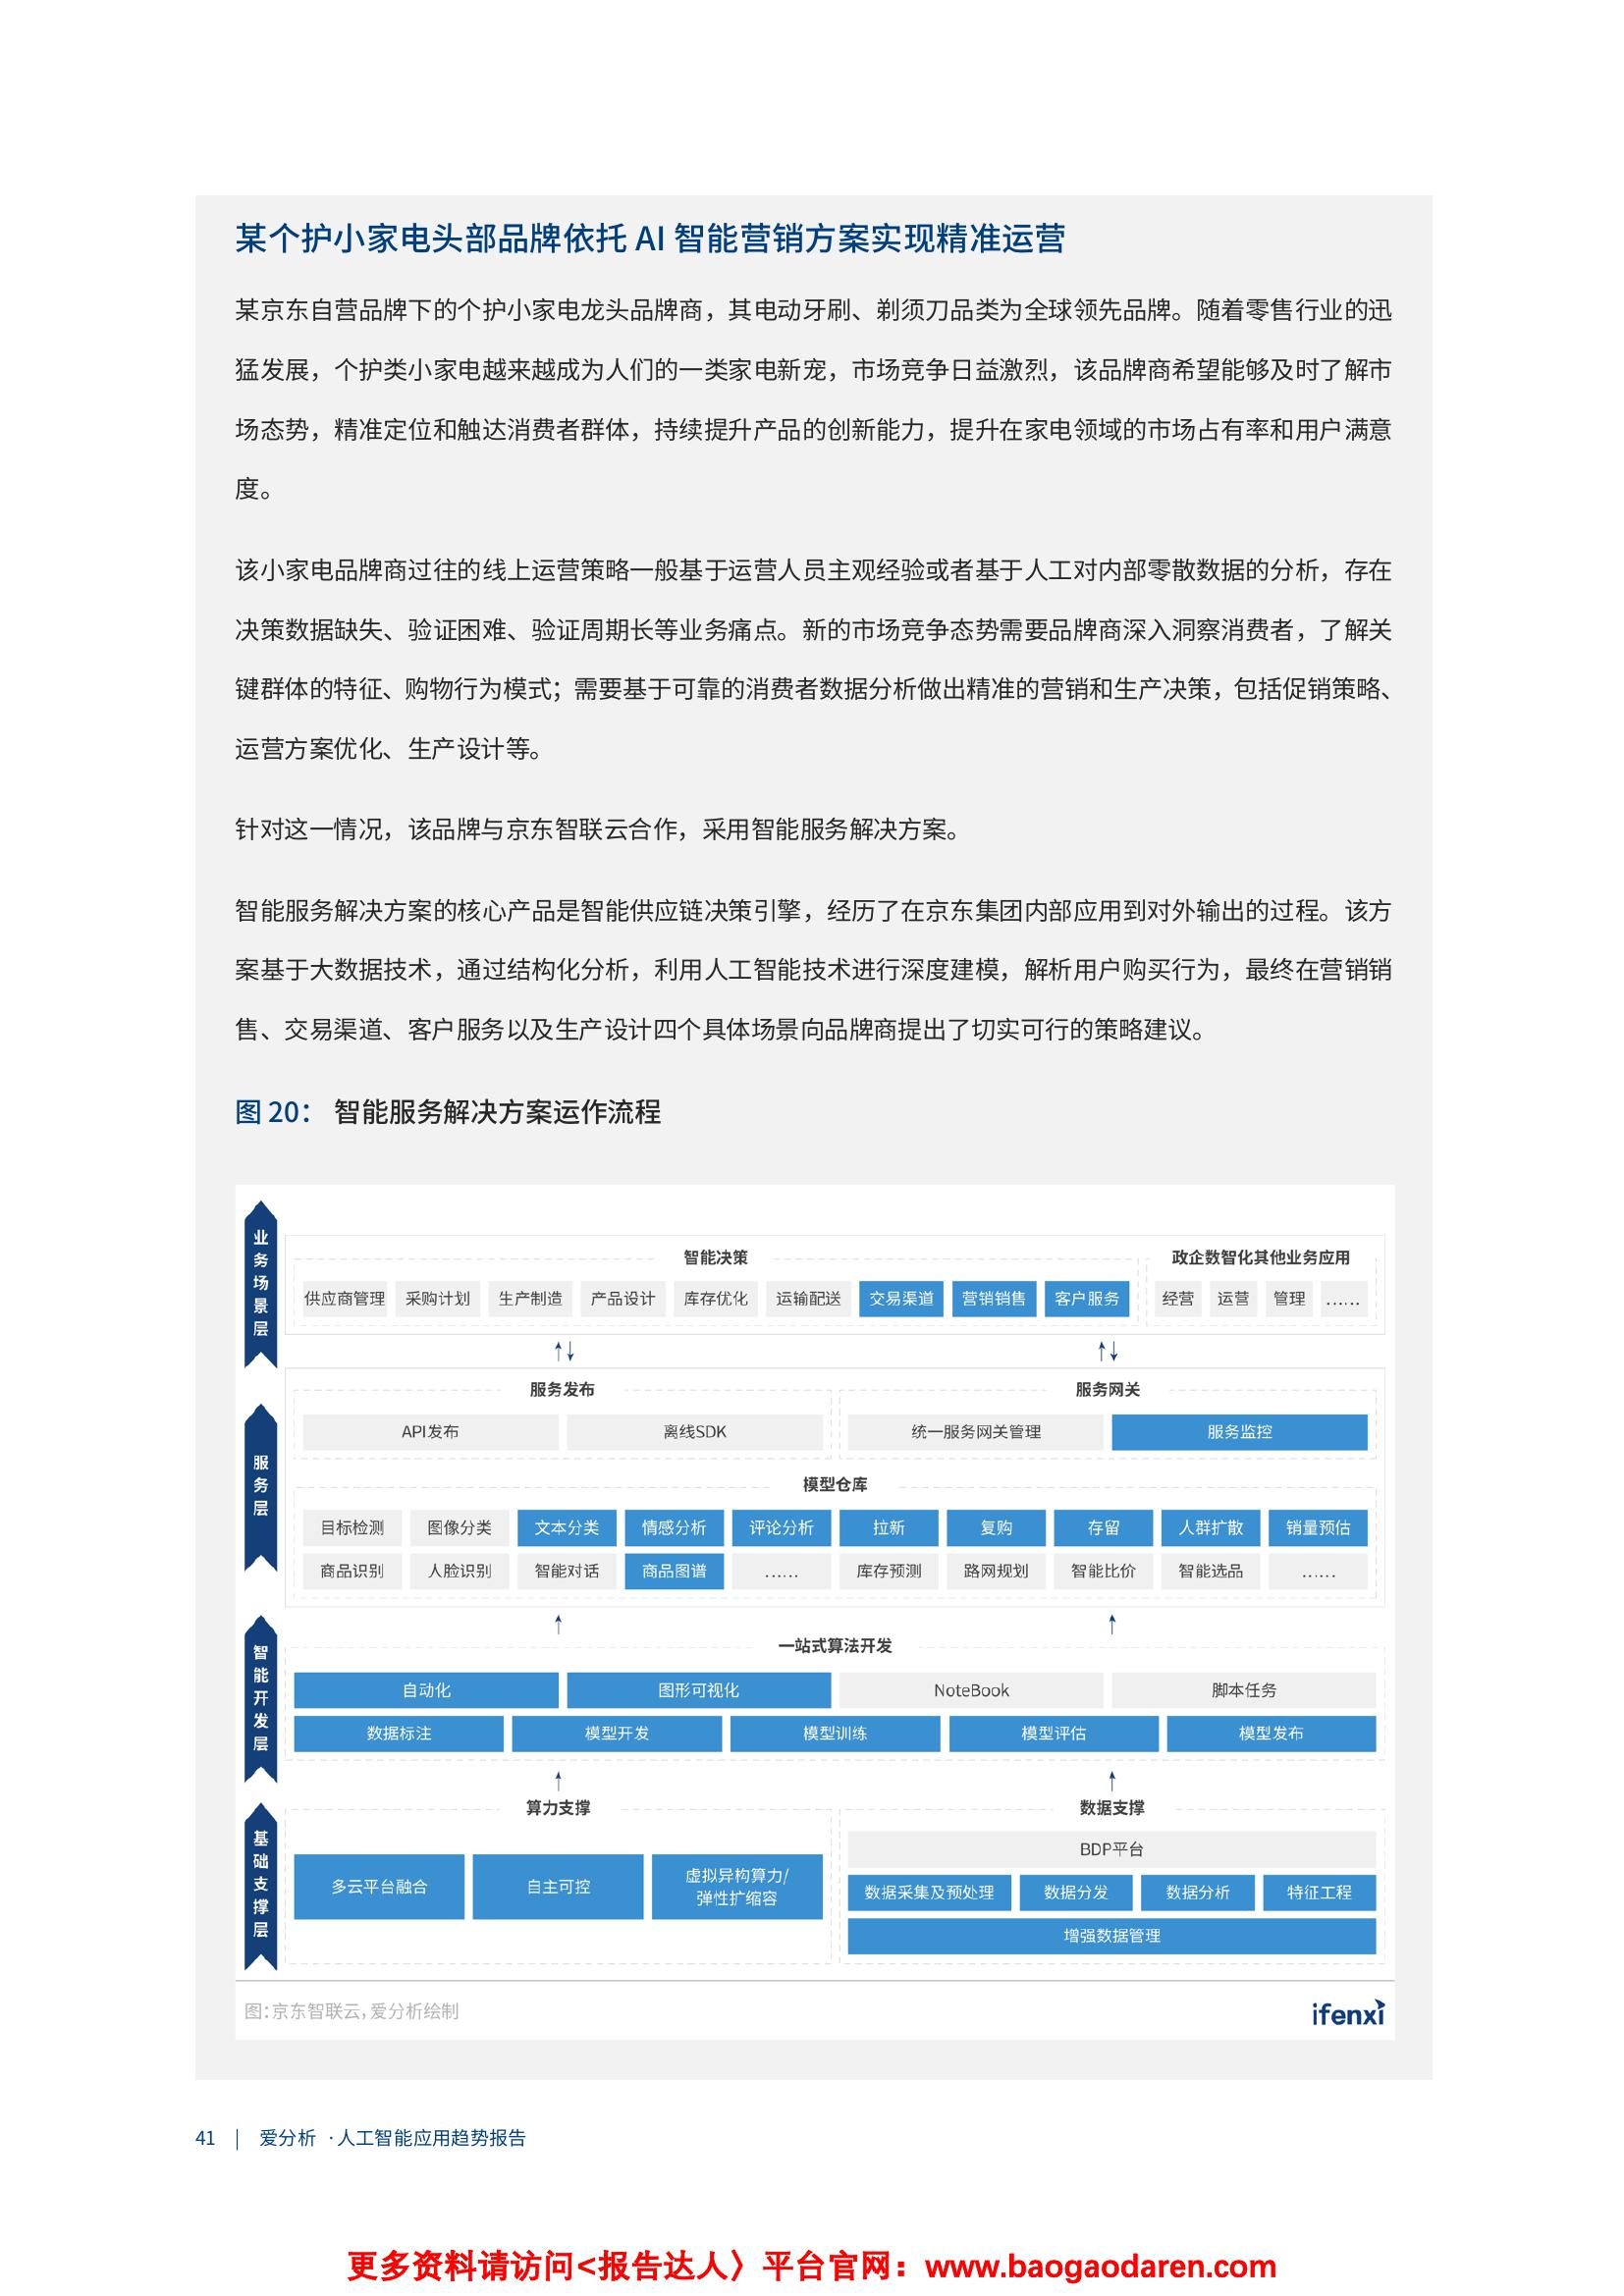 某个护小家电头部品牌依托 AI 智能营销方案实现精准运营
某京东自营品牌下的个护小家电龙头品牌商，其电动牙刷、剃须刀品类为全球领先品牌。随着零售行业的迅
猛发展，个护类小家电越来越成为人们的一类家电新宠，市场竞争日益激烈，该品牌商希望能够及时了解市
场态势，精准定位和触达消费者群体，持续提升产品的创新能力，提升在家电领域的市场占有率和用户满意
度。
该小家电品牌商过往的线上运营策略一般基于运营人员主观经验或者基于人工对内部零散数据的分析，存在
决策数据缺失、验证困难、验证周期长等业务痛点。新的市场竞争态势需要品牌商深入洞察消费者，了解关
键群体的特征、购物行为模式；需要基于可靠的消费者数据分析做出精准的营销和生产决策，包括促销策略、
运营方案优化、生产设计等。
针对这一情况，该品牌与京东智联云合作，采用智能服务解决方案。
智能服务解决方案的核心产品是智能供应链决策引擎，经历了在京东集团内部应用到对外输出的过程。该方
案基于大数据技术，通过结构化分析，利用人工智能技术进行深度建模，解析用户购买行为，最终在营销销
售、交易渠道、客户服务以及生产设计四个具体场景向品牌商提出了切实可行的策略建议。
图 20： 智能服务解决方案运作流程
业务场景层
智能决策 政企数智化其他业务应用
供应商管理 采购计划 生产制造 产品设计 库存优化 运输配送 交易渠道 营销销售 客户服务 经营 运营 管理 ……
服务层
服务发布 服务网关
API发布 离线SDK 统一服务网关管理 服务监控
模型仓库
目标检测 图像分类 文本分类 情感分析 评论分析 拉新 复购 存留 人群扩散 销量预估
商品识别 人脸识别 智能对话 商品图谱 …… 库存预测 路网规划 智能比价 智能选品 ……
智能开发层
一站式算法开发
自动化 图形可视化 NoteBook 脚本任务
数据标注 模型开发 模型训练 模型评估 模型发布
基础支撑层
算力支撑 数据支撑
BDP平台
多云平台融合 自主可控 虚拟异构算力/
弹性扩缩容
数据采集及预处理 数据分发 数据分析 特征工程
增强数据管理
图：京东智联云，爱分析绘制 ifenxi
41 | 爱分析 ·人工智能应用趋势报告
更多资料请访问<报告达人〉平台官网：www.baogaodaren.com